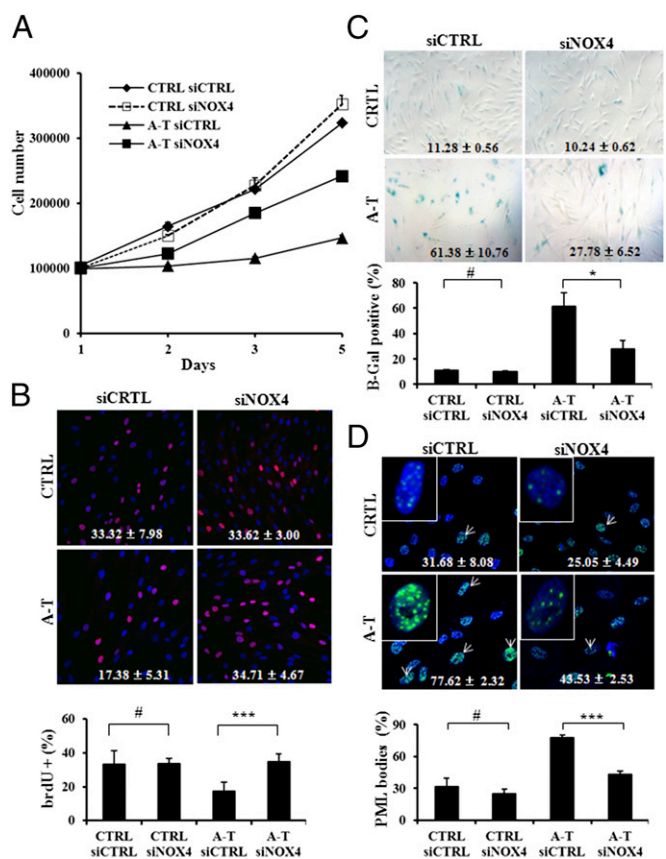 A
400000
300000
200000
100000
0
Cell number
1 2 3 5
Days
CTRL siCTRL
CTRL siNOX4
A-T siCTRL
A-T siNOX4
B
siCRTL siNOX4
CTRL
33.32 ± 7.98 33.62 ± 3.00
A-T
17.38 ± 5.31 34.71 ± 4.67
brdU + (%)
60
40
20
0
# ***
CTRL CTRL A-T A-T
siCTRL siNOX4 siCTRL siNOX4
C
siCTRL siNOX4
CRTL
11.28 ± 0.56 10.24 ± 0.62
A-T
61.38 ± 10.76 27.78 ± 6.52
B-Gal positive (%)
80
60
40
20
0
# *
CTRL CTRL A-T A-T
siCTRL siNOX4 siCTRL siNOX4
D
siCTRL siNOX4
CRTL
31.68 ± 8.08 25.05 ± 4.49
A-T
77.62 ± 2.32 43.53 ± 2.53
PML bodies (%)
90
60
30
0
# ***
CTRL CTRL A-T A-T
siCTRL siNOX4 siCTRL siNOX4